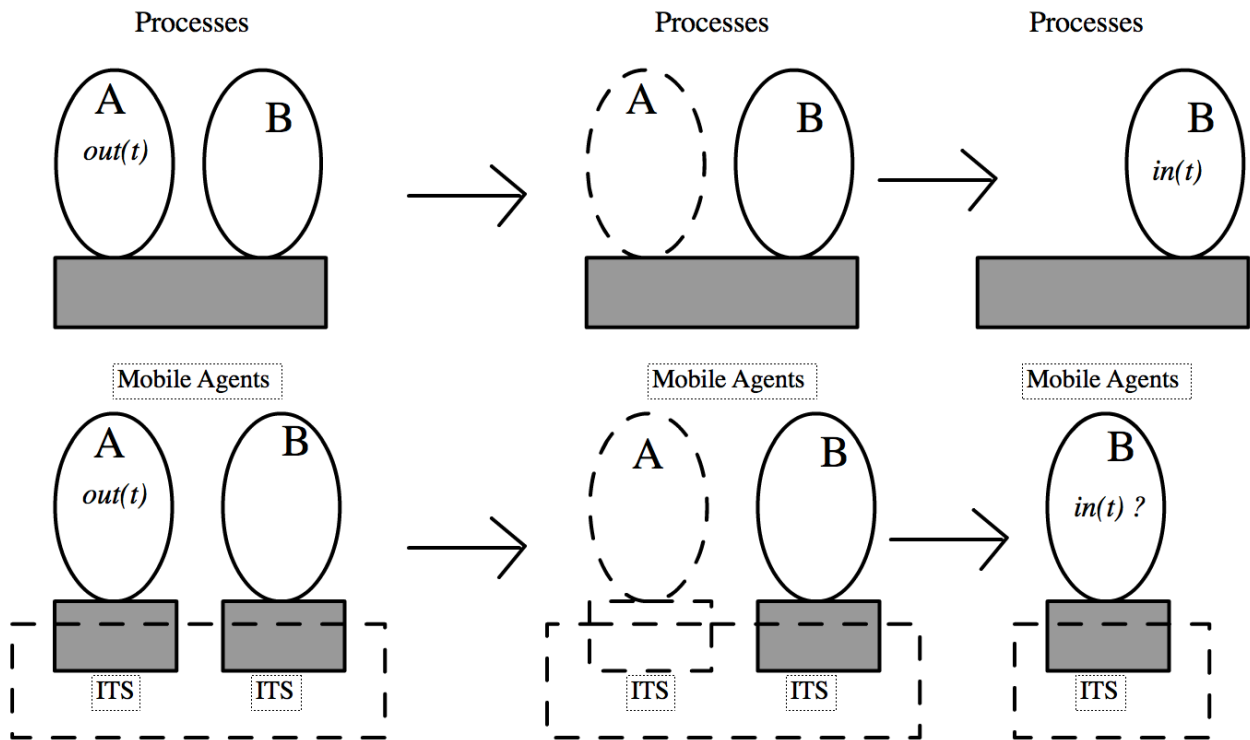 Processes
Processes
Processes
A
out(t)
B
A
B
B
in(t)
Mobile Agents
Mobile Agents
Mobile Agents
A
out(t)
B
A
B
B
in(t) ?
ITS
ITS
ITS
ITS
ITS